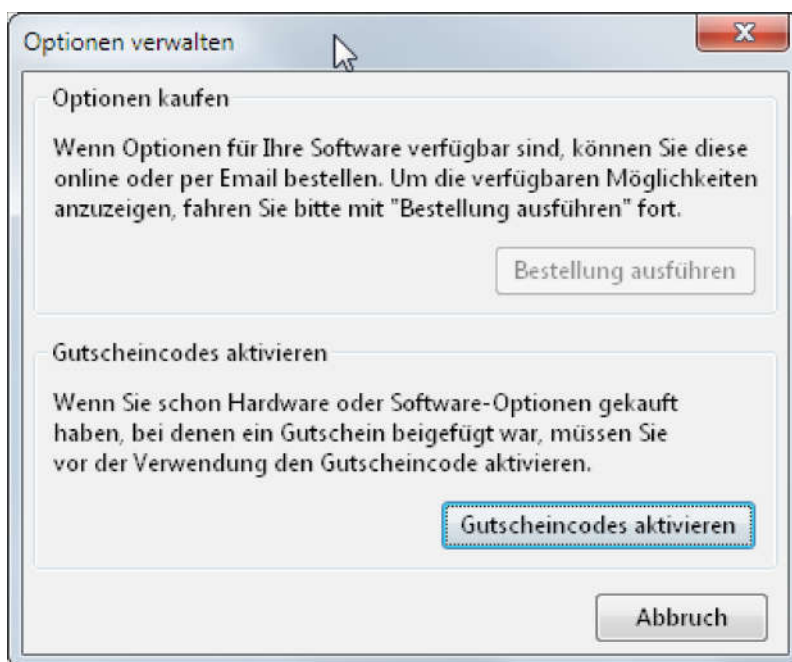 Optionen verwalten
Optionen kaufen
Wenn Optionen für Ihre Software verfügbar sind, können Sie diese
online oder per Email bestellen. Um die verfügbaren Möglichkeiten
anzuzeigen, fahren Sie bitte mit "Bestellung ausführen" fort.
Bestellung ausführen
Gutscheincodes aktivieren
Wenn Sie schon Hardware oder Software-Optionen gekauft
haben, bei denen ein Gutschein beigefügt war, müssen Sie
vor der Verwendung den Gutscheincode aktivieren.
Gutscheincodes aktivieren
Abbruch